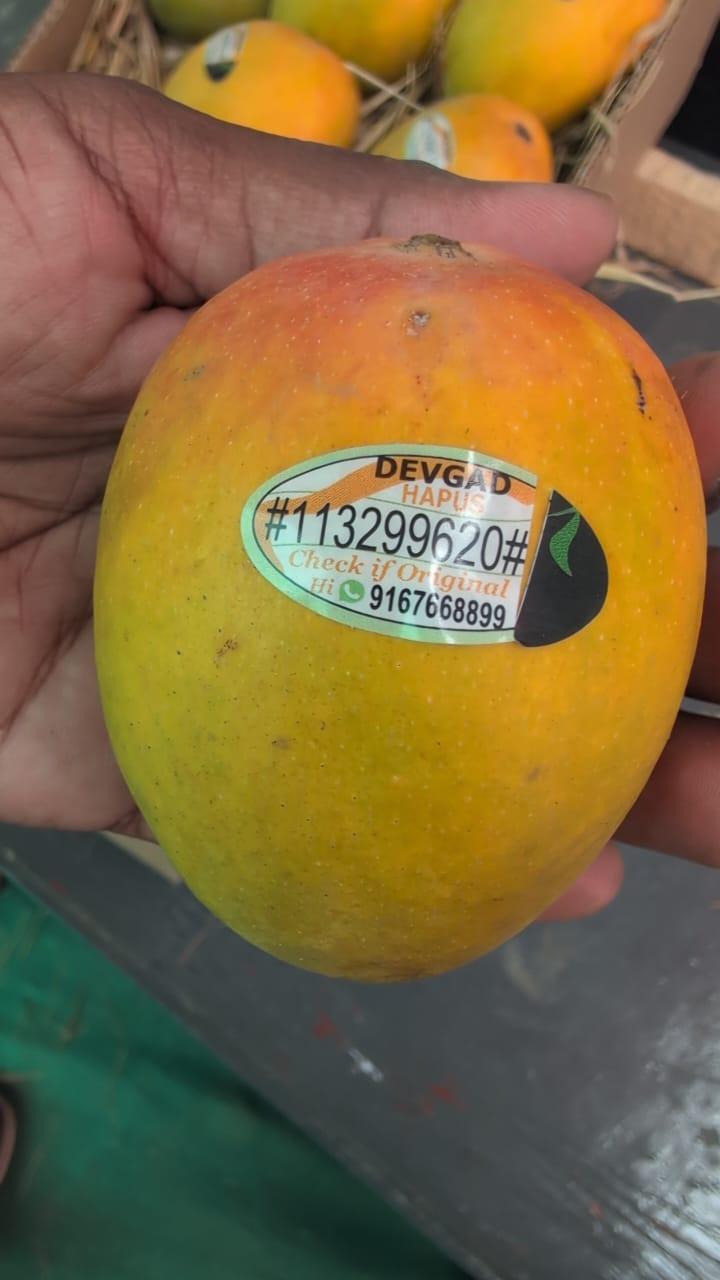 DEVGAD
HAPUS
#113299620#
Check if Original
Hi 9167668899